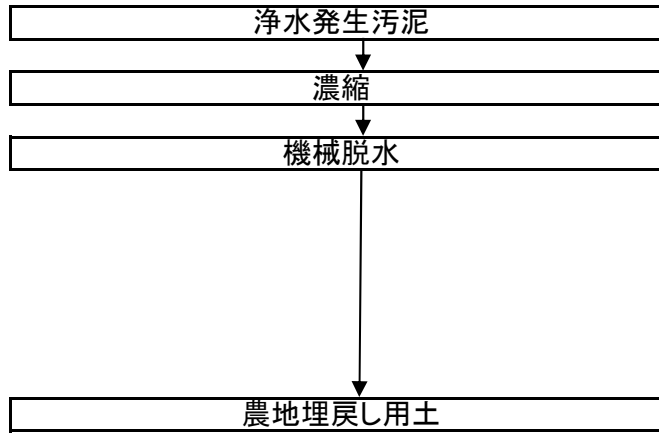 浄水発生汚泥
濃縮
機械脱水
農地埋戻し用土